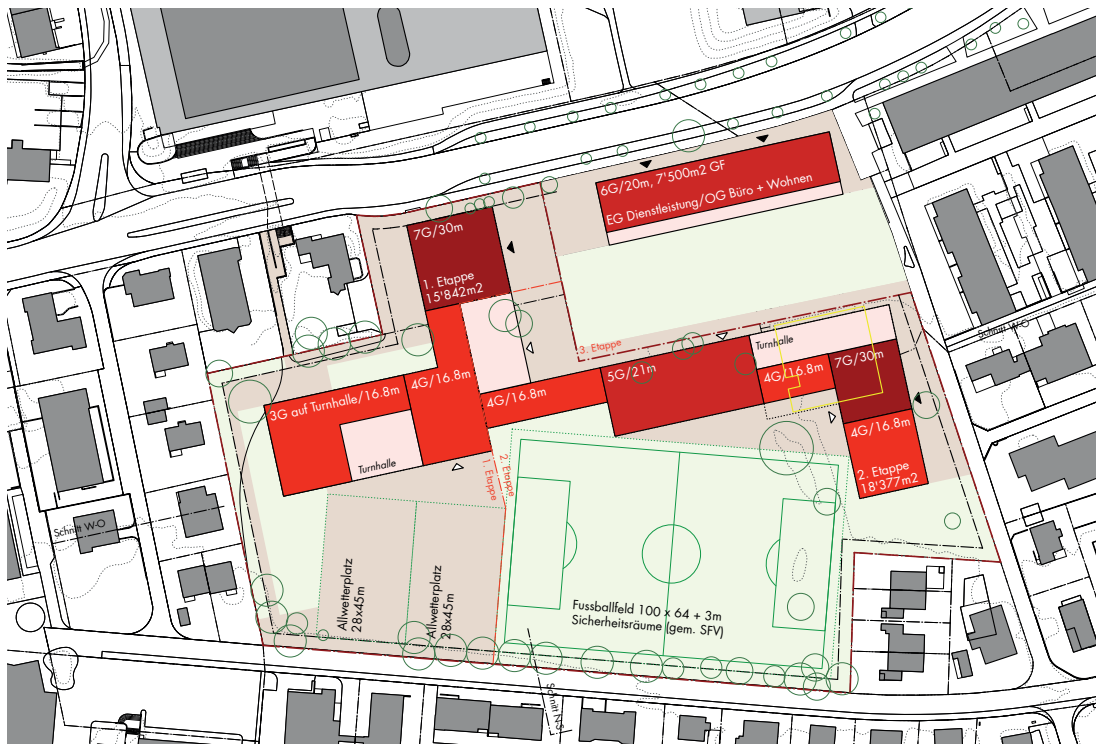 6G/20m, 7'500m2 GF
EG Dienstleistung/OG Büro + Wohnen
7G/30m
1. Etappe
15'842m2
Schnitt W-O
3. Etappe
Turnhalle
7G/30m
5G/21m
4G/16.8m
3G auf Turnhalle/16.8m
4G/16.8m
4G/16.8m
4G/16.8m
Turnhalle
1. Etappe
2. Etappe
2. Etappe
18'377m2
Schnitt W-O
Allwetterplatz
28x45m
Allwetterplatz
28x45m
Fussballfeld 100 x 64 + 3m
Sicherheitsräume (gem. SFV)
Schnitt N-S